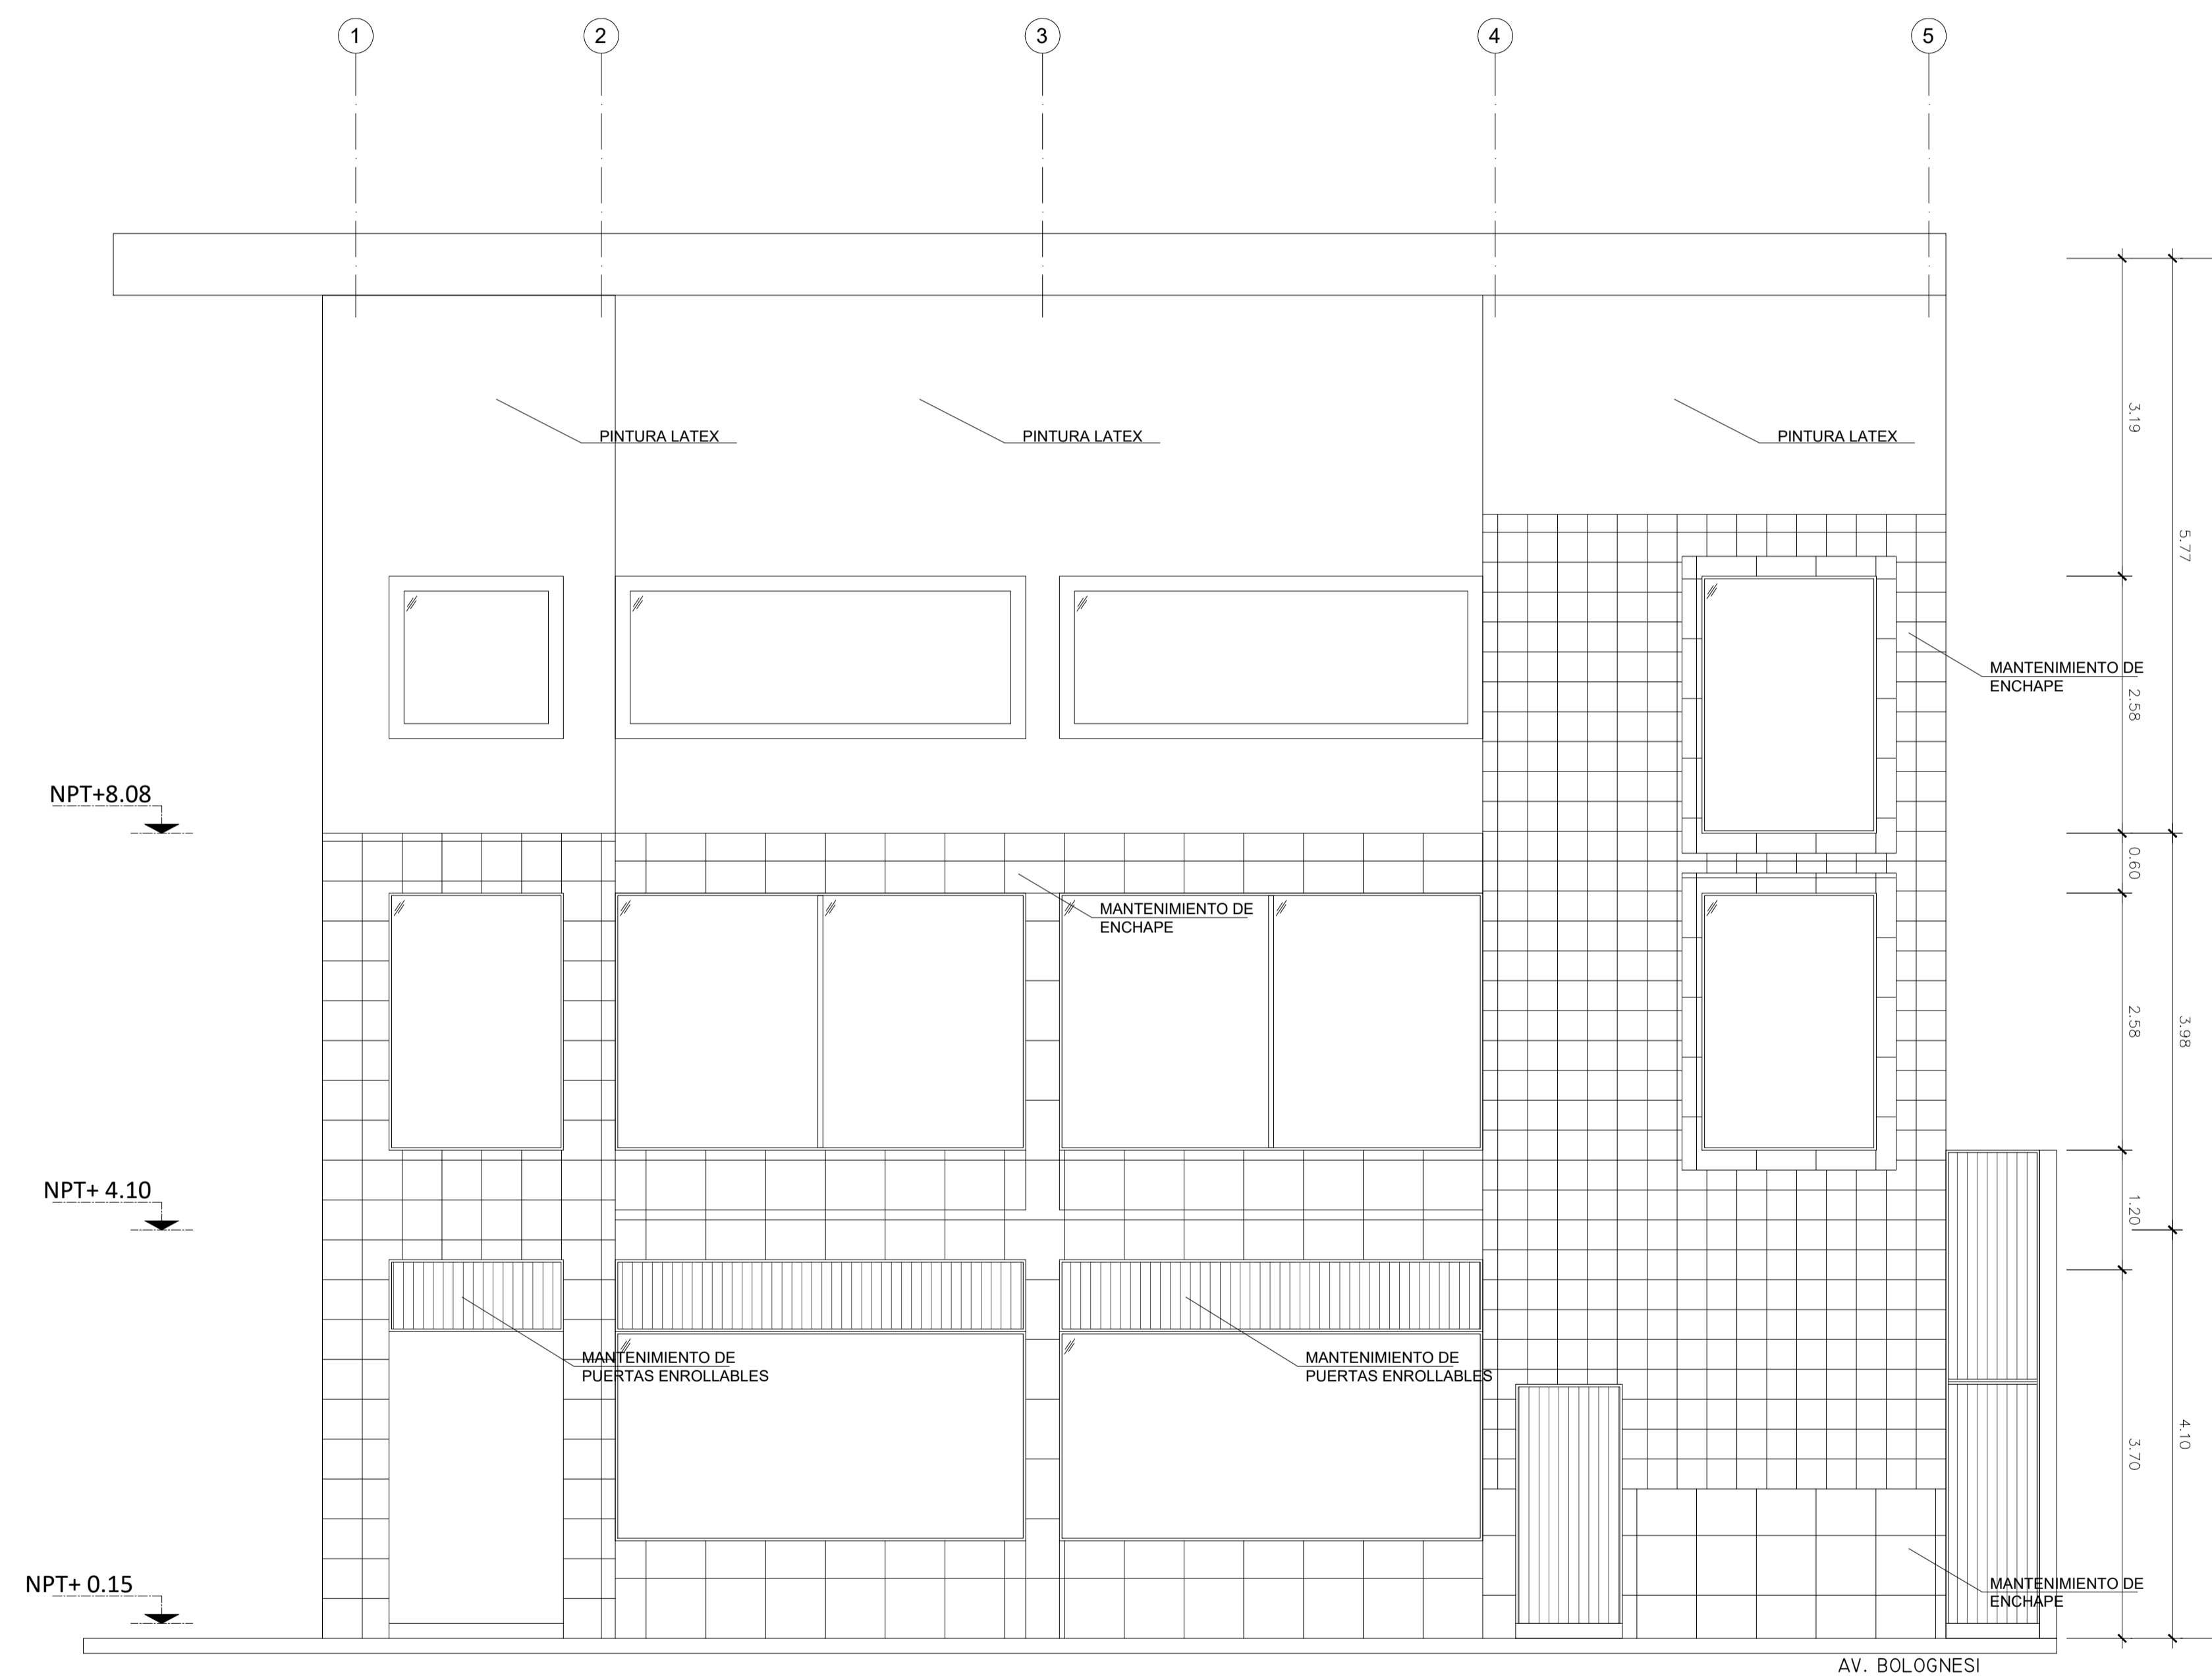 1
2
3
4
5
PINTURA LATEX
PINTURA LATEX
PINTURA LATEX
3.19
5.77
MANTENIMIENTO DE
ENCHAPE
2.58
NPT+8.08
0.60
MANTENIMIENTO DE
ENCHAPE
2.58
3.98
NPT+ 4.10
1.20
MANTENIMIENTO DE
PUERTAS ENROLLABLES
MANTENIMIENTO DE
PUERTAS ENROLLABLES
4.10
3.70
NPT+ 0.15
MANTENIMIENTO DE
ENCHAPE
AV. BOLOGNESI